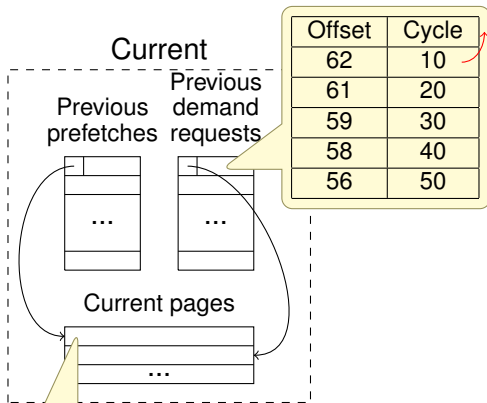 Current
Previous prefetches
Previous demand requests
...
...
Current pages
...
Offset Cycle
62 10
61 20
59 30
58 40
56 50